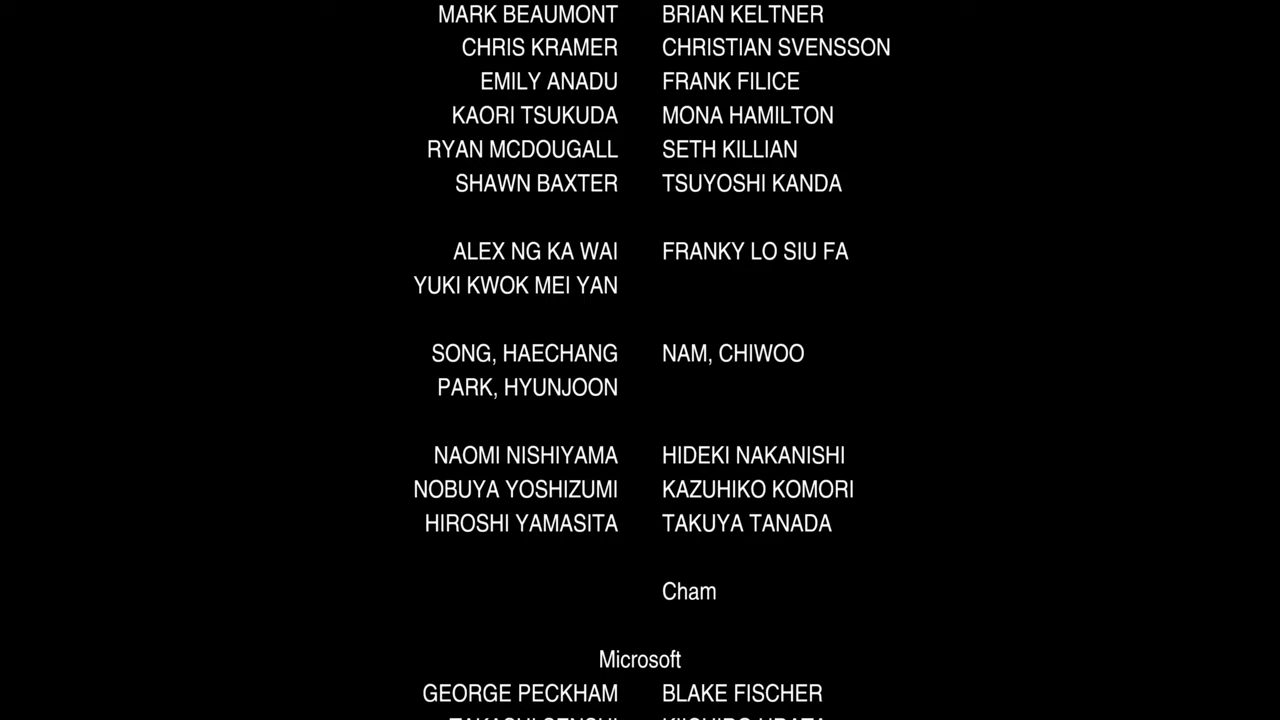 MARK BEAUMONT BRIAN KELTNER
CHRIS KRAMER CHRISTIAN SVENSSON
EMILY ANADU FRANK FILICE
KAORI TSUKUDA MONA HAMILTON
RYAN MCDOUGALL SETH KILLIAN
SHAWN BAXTER TSUYOSHI KANDA
ALEX NG KA WAI FRANKY LO SIU FA
YUKI KWOK MEI YAN
SONG, HAECHANG NAM, CHIWOO
PARK, HYUNJOON
NAOMI NISHIYAMA HIDEKI NAKANISHI
NOBUYA YOSHIZUMI KAZUHIKO KOMORI
HIROSHI YAMASITA TAKUYA TANADA
Cham
Microsoft
GEORGE PECKHAM BLAKE FISCHER